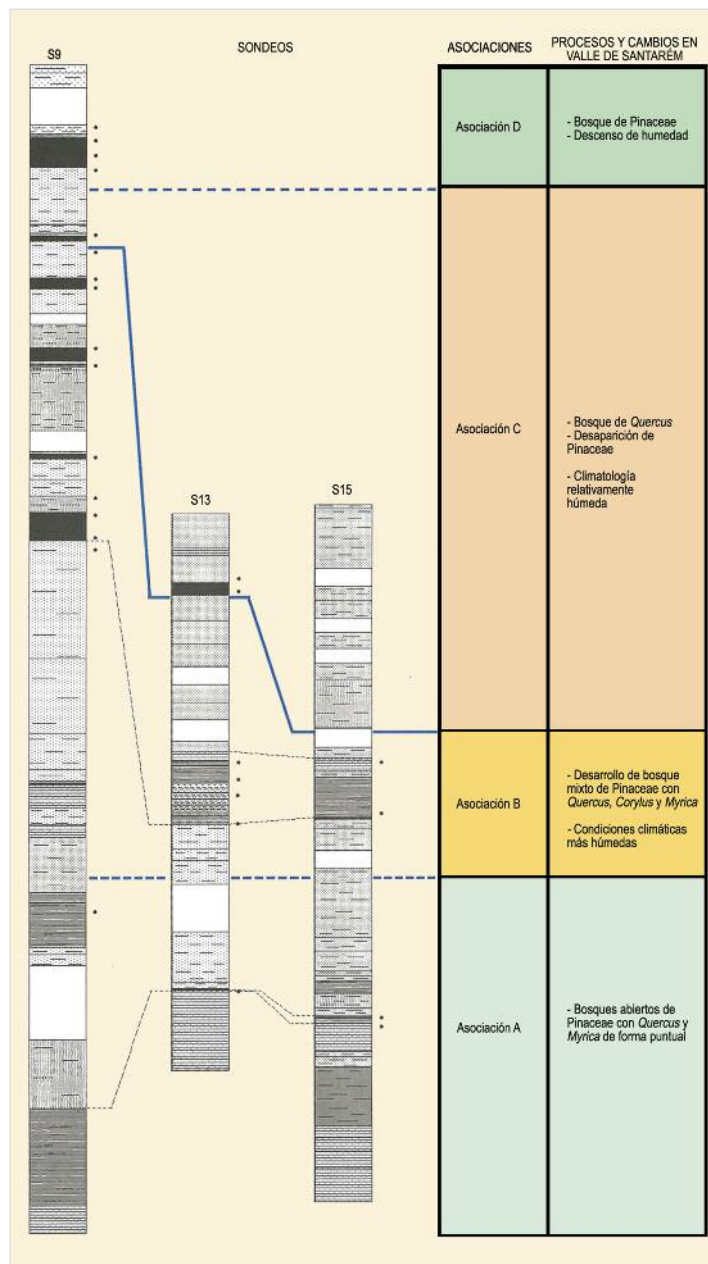 S9
SONDEOS
ASOCIACIONES
PROCESOS Y CAMBIOS EN
VALLE DE SANTARÉM
Asociación D
- Bosque de Pinaceae
- Descenso de humedad
Asociación C
- Bosque de Quercus
- Desaparición de
Pinaceae
- Climatología
relativamente
húmeda
S13
S15
Asociación B
- Desarrollo de bosque
mixto de Pinaceae con
Quercus, Corylus y Myrica
- Condiciones climáticas
más húmedas
Asociación A
- Bosques abiertos de
Pinaceae con Quercus y
Myrica de forma puntual